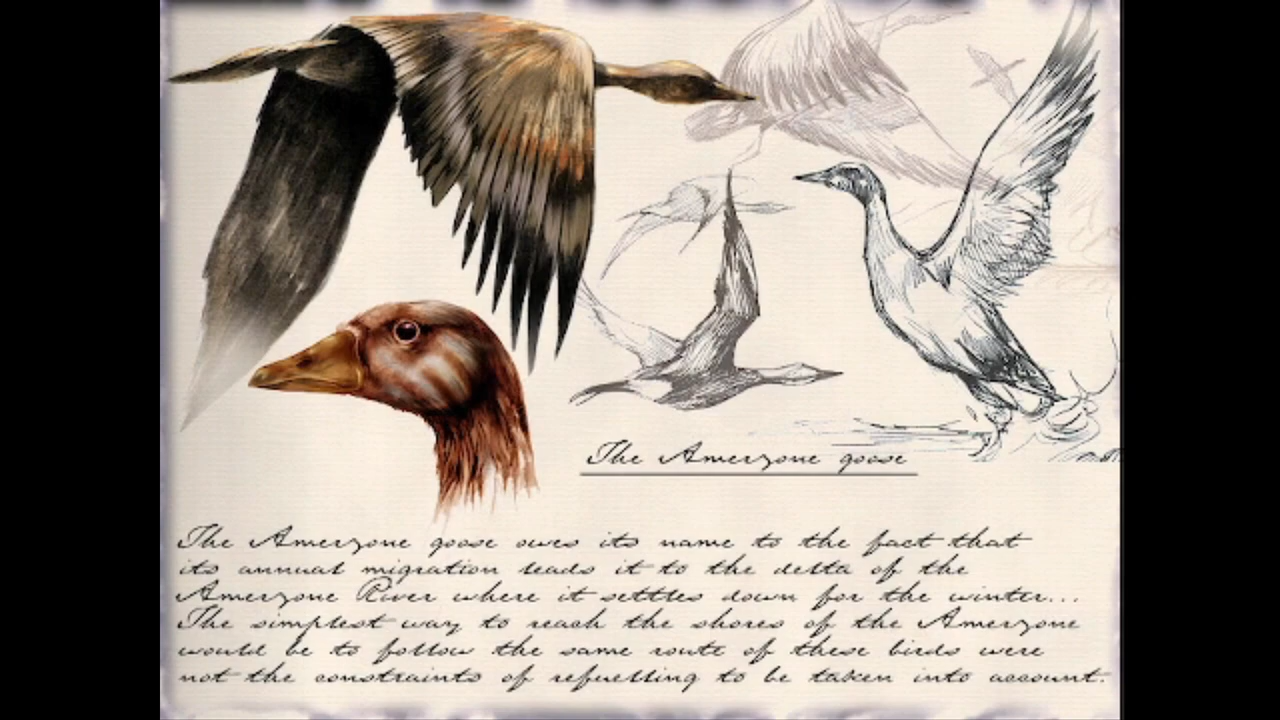 The Amerzone goose
The Amerzone goose owes its name to the fact that
its annual migration leads it to the delta of the
Amerzone River where it settles down for the winter...
The simplest way to reach the shores of the Amerzone
would be to follow the same route of these birds were
not the constraints of refuelling to be taken into account.